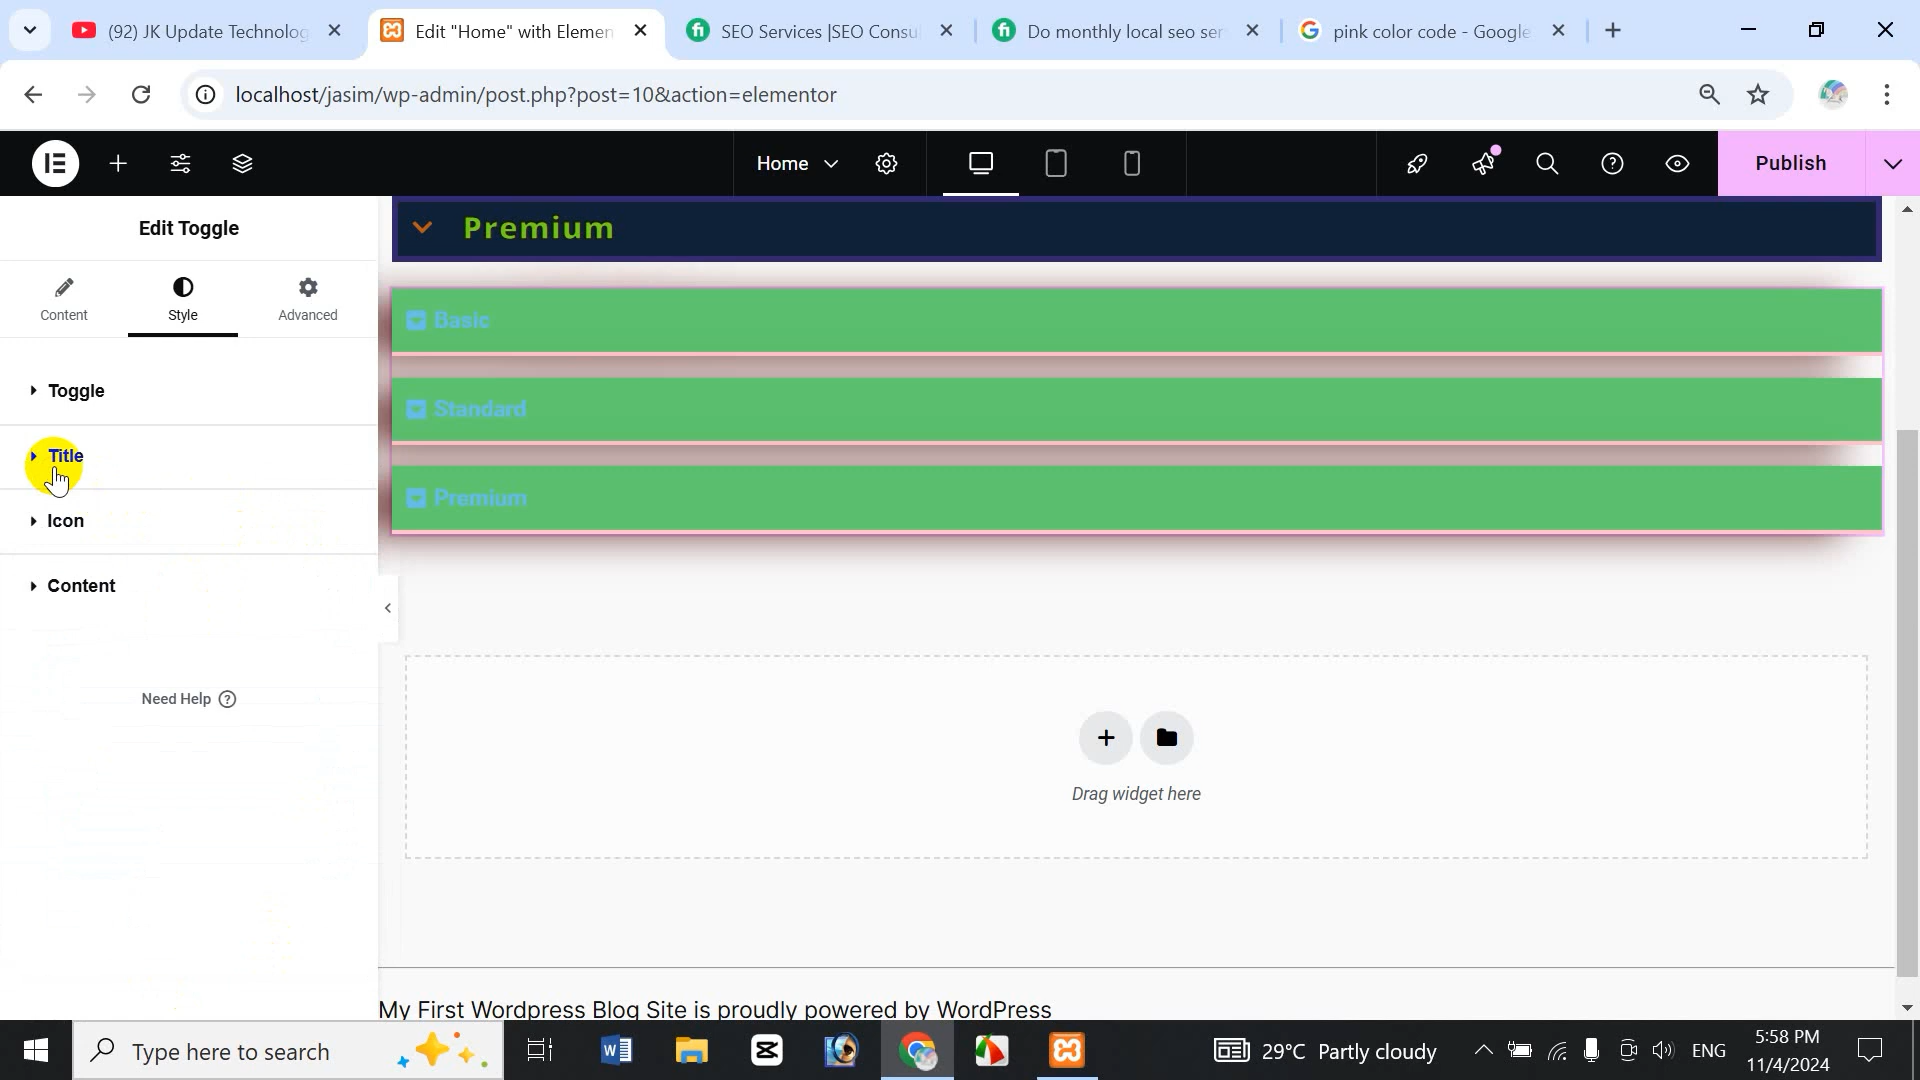 (92) JK Update Technolog
Edit "Home" with Elemen
SEO Services |SEO Consul
Do monthly local seo ser
pink color code - Google
localhost/jasim/wp-admin/post.php?post=10&action=elementor
Home
Publish
Edit Toggle
Content
Style
Advanced
Toggle
Title
Icon
Content
Need Help
Premium
Basic
Standard
Premium
Drag widget here
My First Wordpress Blog Site is proudly powered by WordPress
Type here to search
29°C Partly cloudy
ENG
5:58 PM
11/4/2024